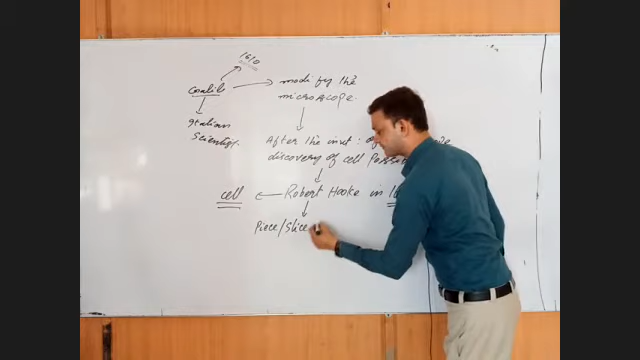 1610
made by the
microscope.
Italian
Scientist.
After the invt: of
discovery of cell
cell ← Robert Hooke in
Piece/Slice